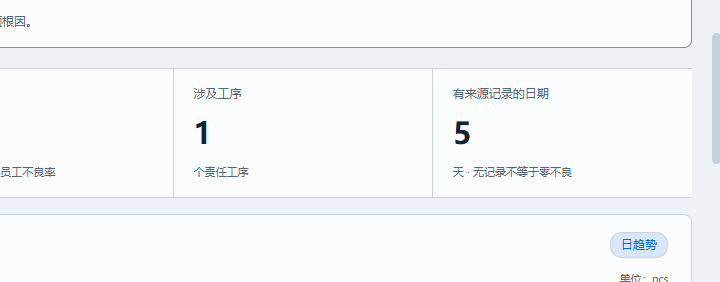 根因。
涉及工序
有来源记录的日期
1
5
员工不良率
个责任工序
天 · 无记录不等于零不良
日趋势
单位：pcs